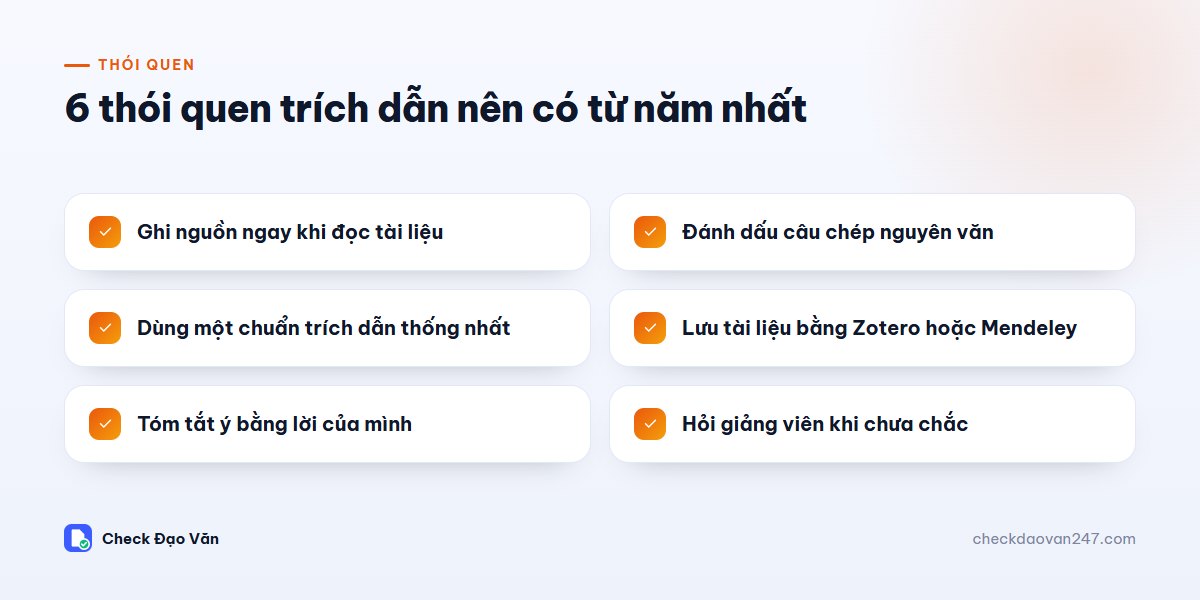 THÓI QUEN
6 thói quen trích dẫn nên có từ năm nhất
Ghi nguồn ngay khi đọc tài liệu
Đánh dấu câu chép nguyên văn
Dùng một chuẩn trích dẫn thống nhất
Lưu tài liệu bằng Zotero hoặc Mendeley
Tóm tắt ý bằng lời của mình
Hỏi giảng viên khi chưa chắc
Check Đạo Văn
checkdaovan247.com